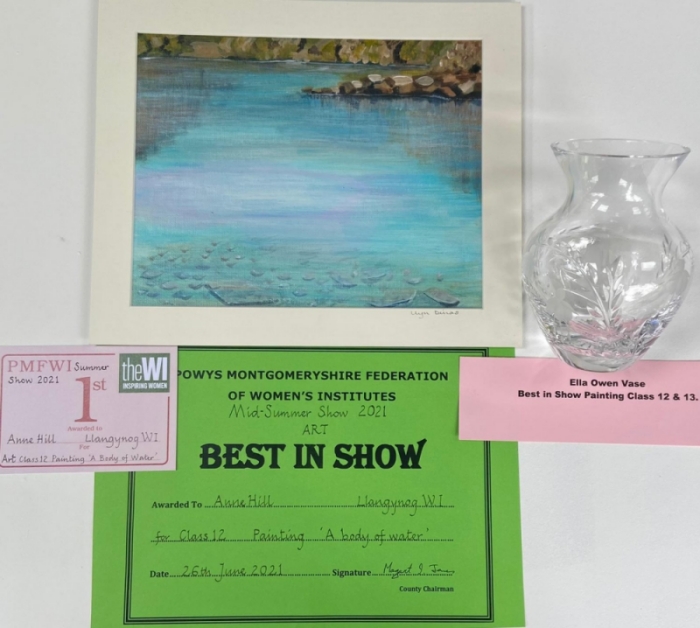 PMFWI Summer
Show 2021
1st
Awarded to
Anne Hill Llangynog WI
For
Art Class 12 Painting 'A Body of Water'
theWI
INSPIRING WOMEN
POWYS MONTGOMERYSHIRE FEDERATION
OF WOMEN'S INSTITUTES
Mid-Summer Show 2021
ART
BEST IN SHOW
Awarded To Anne Hill Llangynog W I
for Class 12 Painting 'A body of water'
Date 26th June 2021 Signature
County Chairman
Ella Owen Vase
Best in Show Painting Class 12 & 13.